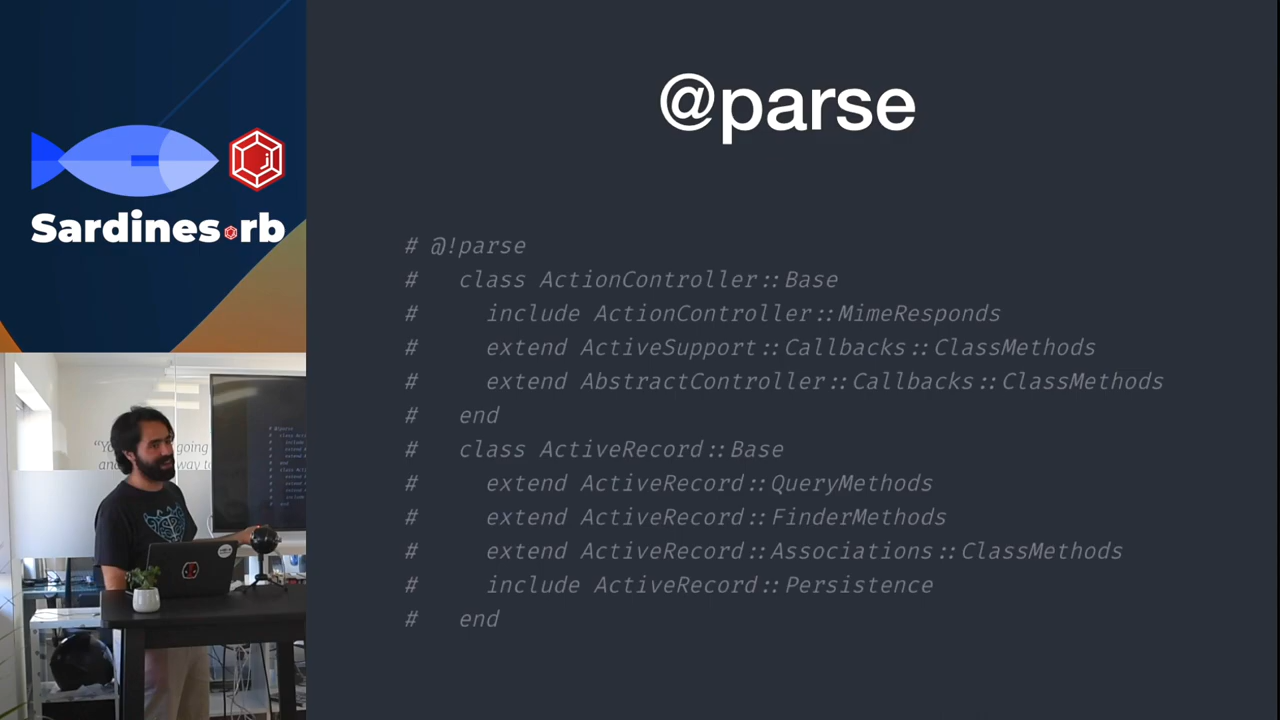 Sardines.rb
@parse
# @!parse
#   class ActionController::Base
#     include ActionController::MimeResponds
#     extend ActiveSupport::Callbacks::ClassMethods
#     extend AbstractController::Callbacks::ClassMethods
#   end
#   class ActiveRecord::Base
#     extend ActiveRecord::QueryMethods
#     extend ActiveRecord::FinderMethods
#     extend ActiveRecord::Associations::ClassMethods
#     include ActiveRecord::Persistence
#   end
going